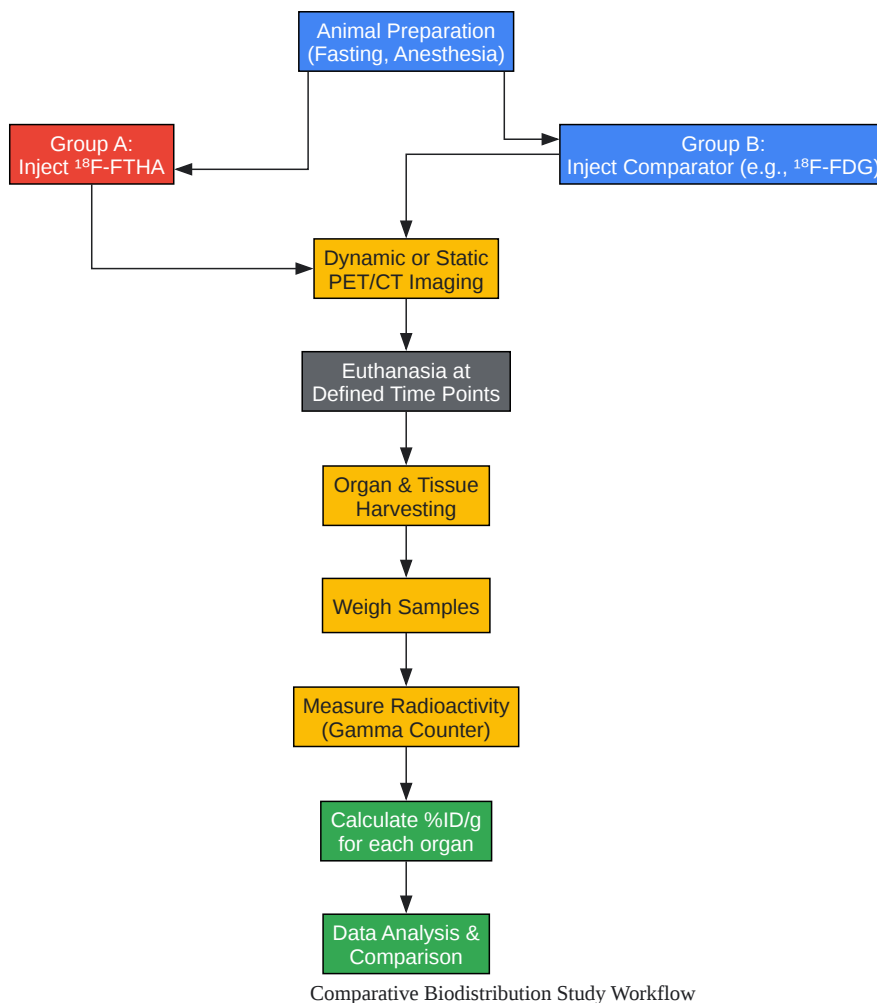 Animal Preparation
(Fasting, Anesthesia)
Group A:
Inject ¹⁸F-FTHA
Group B:
Inject Comparator (e.g., ¹⁸F-FDG)
Dynamic or Static
PET/CT Imaging
Euthanasia at
Defined Time Points
Organ & Tissue
Harvesting
Weigh Samples
Measure Radioactivity
(Gamma Counter)
Calculate %ID/g
for each organ
Data Analysis &
Comparison
Comparative Biodistribution Study Workflow